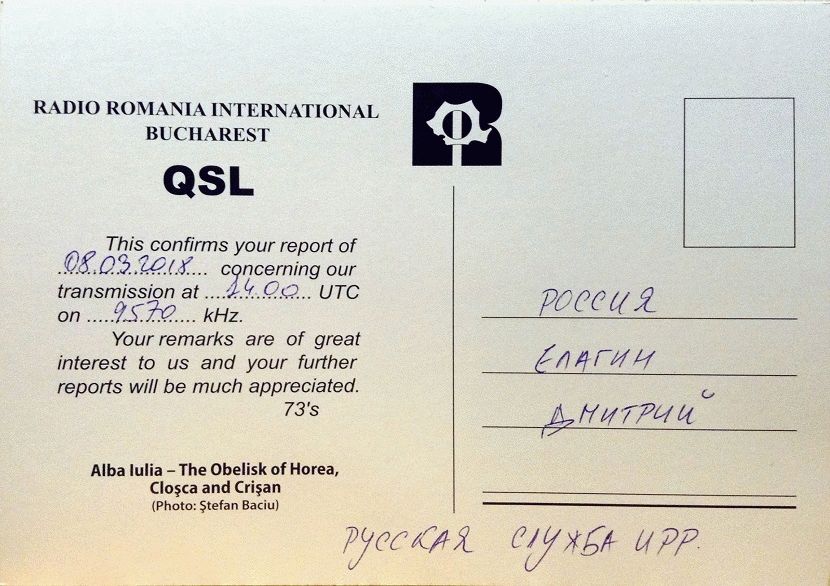 RADIO ROMANIA INTERNATIONAL
BUCHAREST
QSL
This confirms your report of
08.03.2018 concerning our
transmission at 14.00 UTC
on 9570 kHz.
Your remarks are of great
interest to us and your further
reports will be much appreciated.
73's
Alba Iulia – The Obelisk of Horea,
Cloşca and Crişan
(Photo: Ştefan Baciu)
R
РОССИЯ
ЕЛАГИН
ДМИТРИЙ
РУССКАЯ СЛУЖБА ИРР.